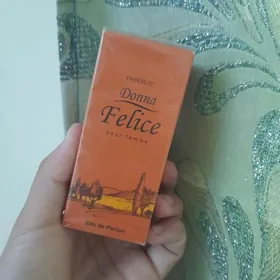 FABERLIC
Donna
Felice
pour femme
Eau de Parfum